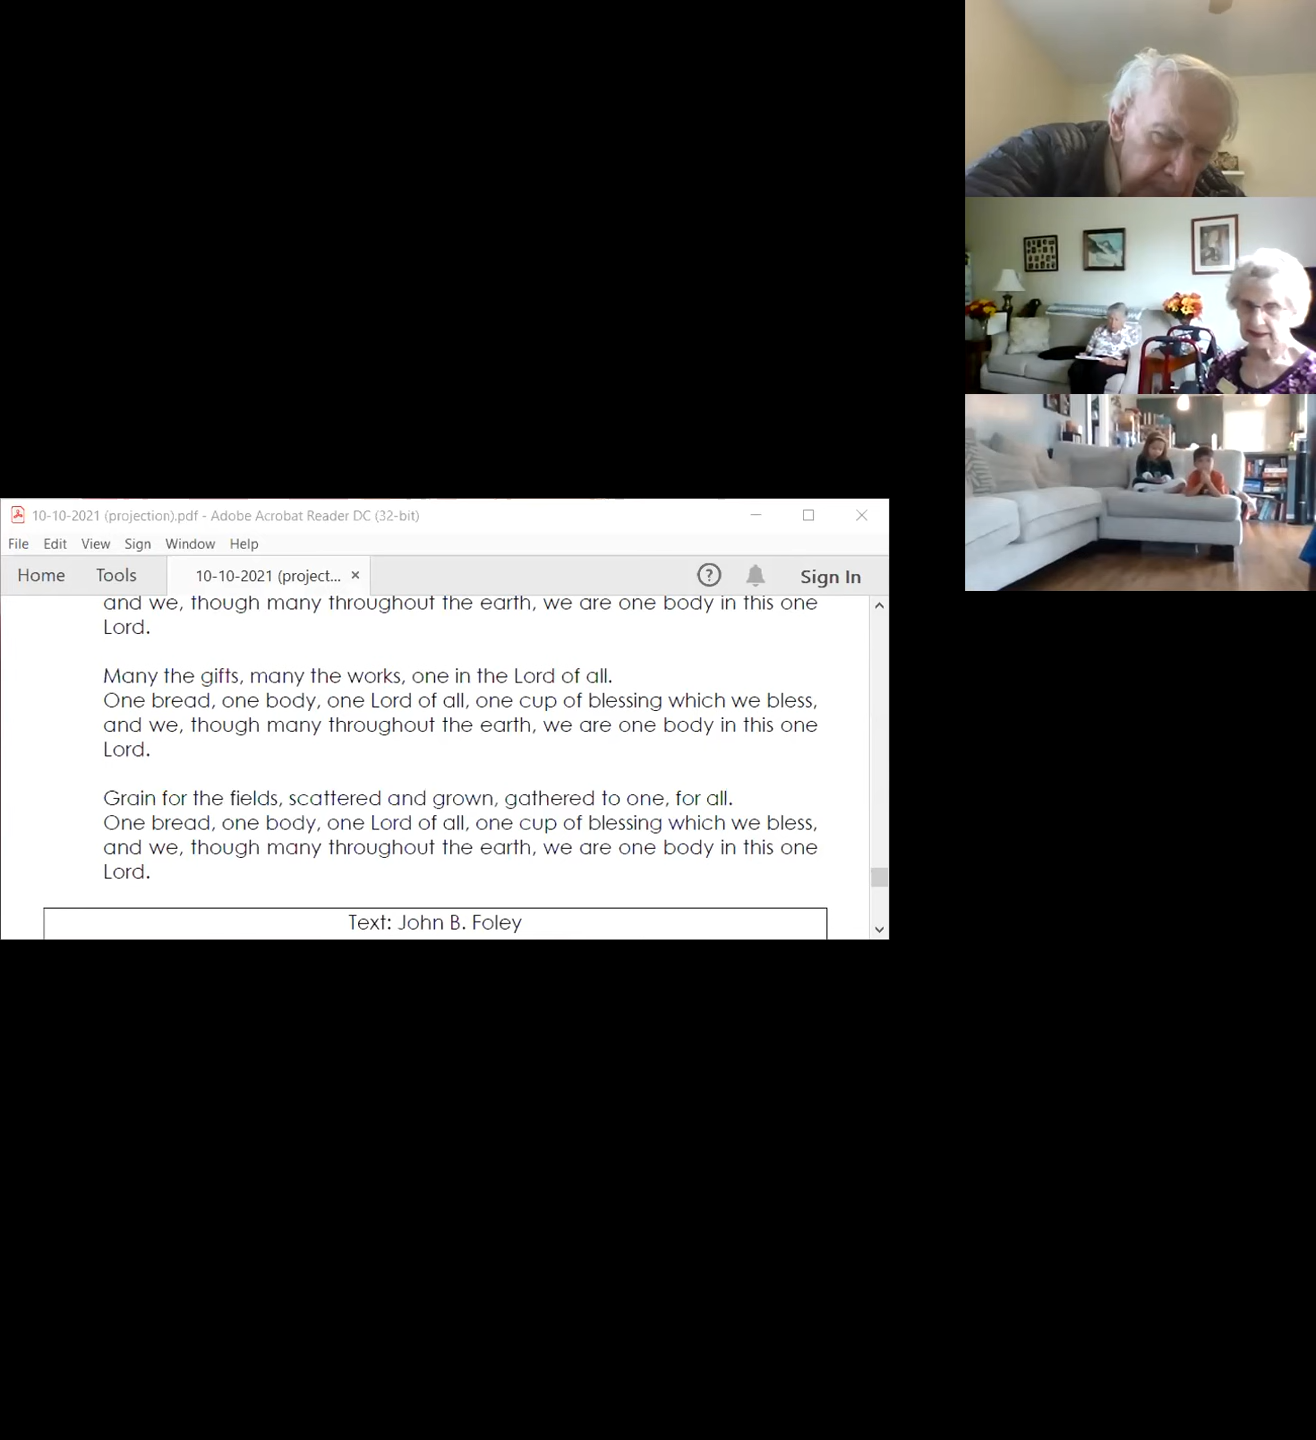 10-10-2021 (projection).pdf - Adobe Acrobat Reader DC (32-bit)
File Edit View Sign Window Help
Home Tools 10-10-2021 (project... × Sign In
and we, though many throughout the earth, we are one body in this one
Lord.
Many the gifts, many the works, one in the Lord of all.
One bread, one body, one Lord of all, one cup of blessing which we bless,
and we, though many throughout the earth, we are one body in this one
Lord.
Grain for the fields, scattered and grown, gathered to one, for all.
One bread, one body, one Lord of all, one cup of blessing which we bless,
and we, though many throughout the earth, we are one body in this one
Lord.
Text: John B. Foley